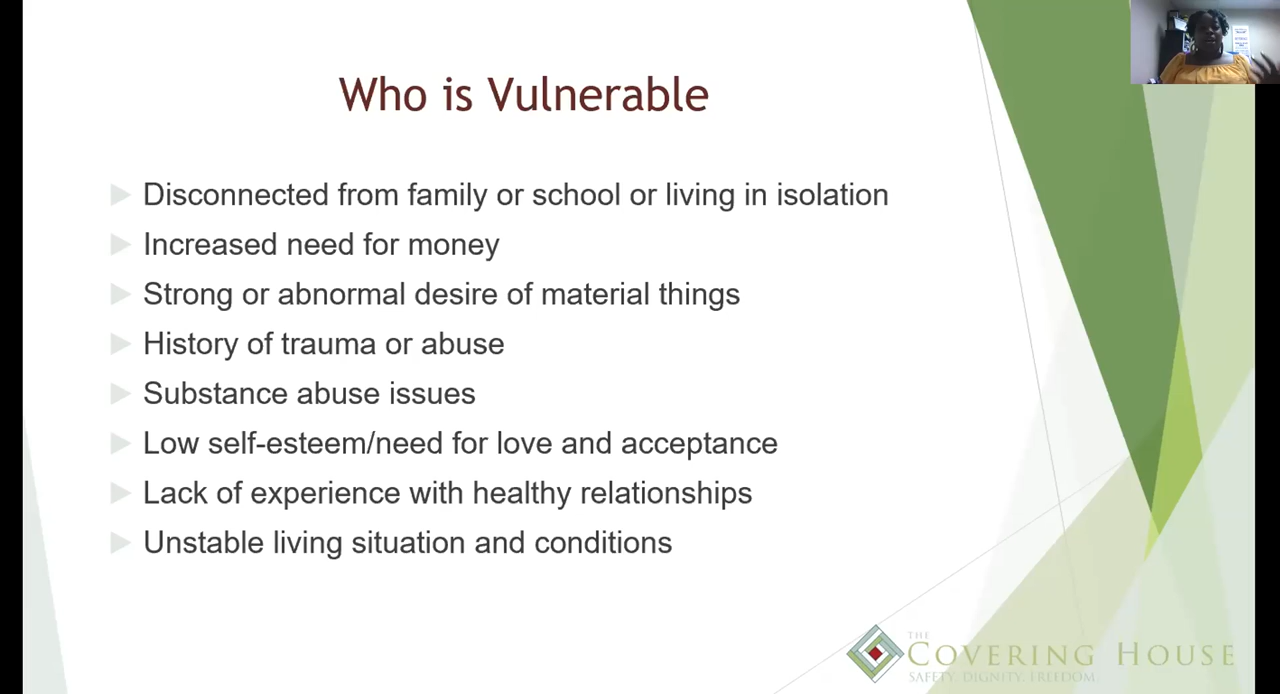 Who is Vulnerable
Disconnected from family or school or living in isolation
Increased need for money
Strong or abnormal desire of material things
History of trauma or abuse
Substance abuse issues
Low self-esteem/need for love and acceptance
Lack of experience with healthy relationships
Unstable living situation and conditions
THE
COVERING HOUSE
SAFETY. DIGNITY. FREEDOM.